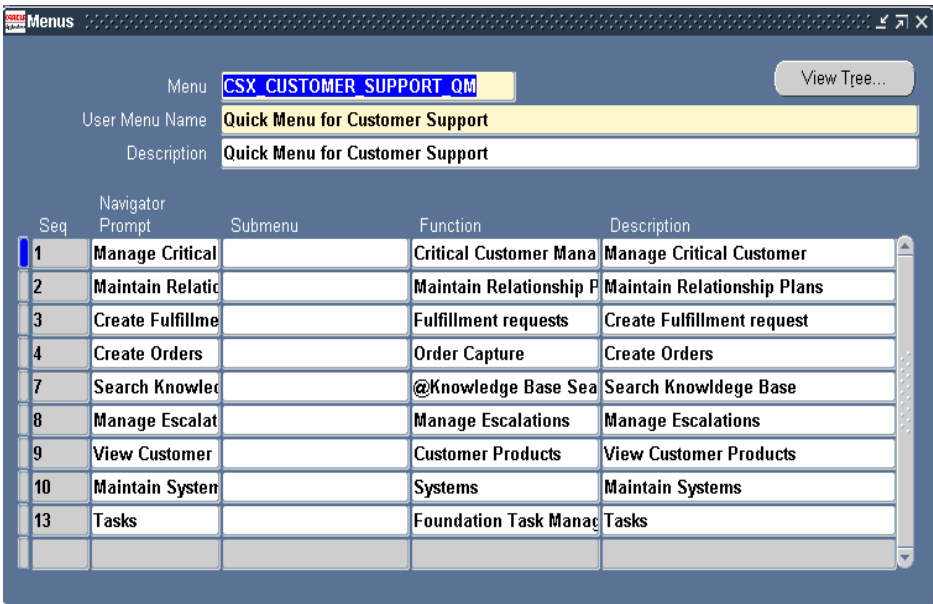 ORACLE Menus
Menu CSX_CUSTOMER_SUPPORT_QM View Tree...
User Menu Name Quick Menu for Customer Support
Description Quick Menu for Customer Support
Navigator
Seq Prompt Submenu Function Description
1 Manage Critical Critical Customer Mana Manage Critical Customer
2 Maintain Relatio Maintain Relationship P Maintain Relationship Plans
3 Create Fulfillme Fulfillment requests Create Fulfillment request
4 Create Orders Order Capture Create Orders
7 Search Knowled @Knowledge Base Sea Search Knowldege Base
8 Manage Escalat Manage Escalations Manage Escalations
9 View Customer Customer Products View Customer Products
10 Maintain System Systems Maintain Systems
13 Tasks Foundation Task Manag Tasks